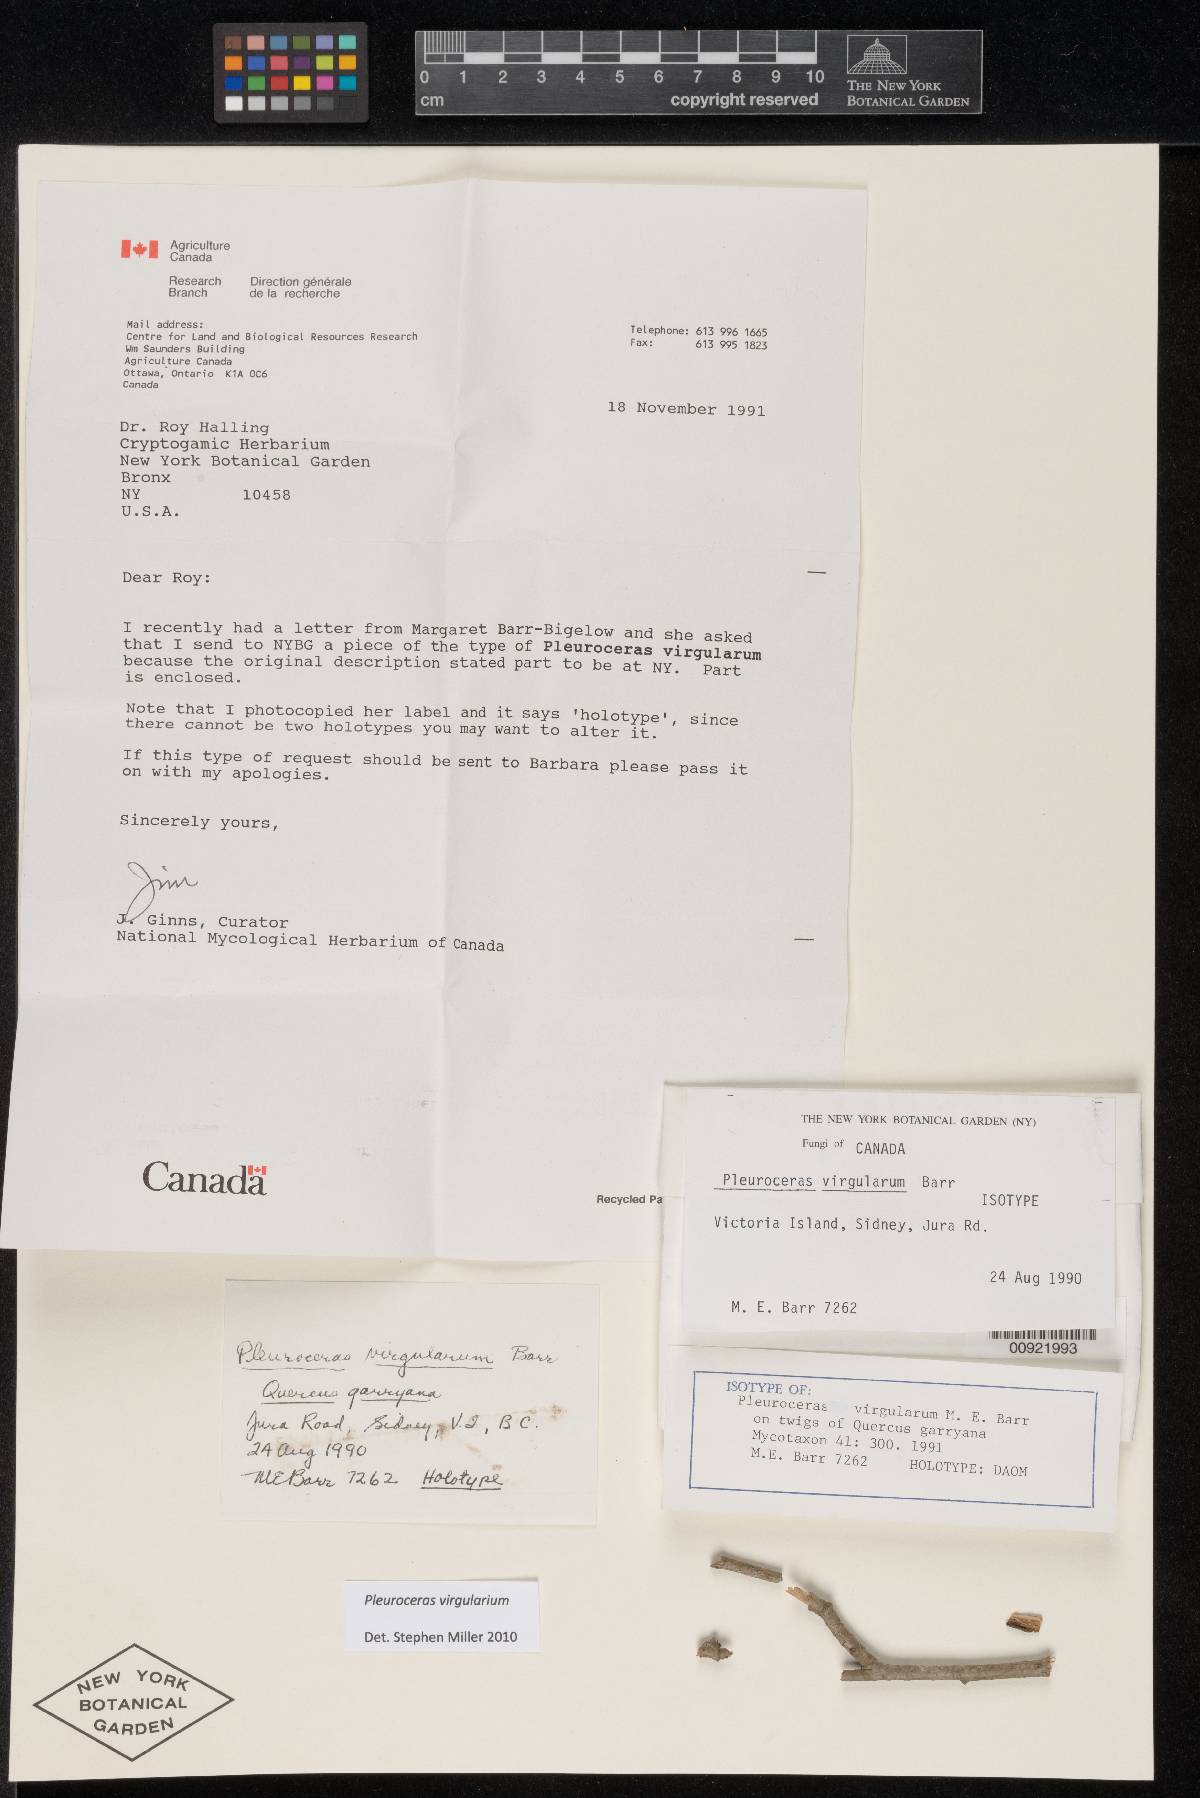 0 1 2 3 4 5 6 7 8 9 10
cm
copyright reserved
THE NEW YORK
BOTANICAL GARDEN
Agriculture
Canada
Research Direction générale
Branch de la recherche
Mail address:
Centre for Land and Biological Resources Research
Wm Saunders Building
Agriculture Canada
Ottawa, Ontario K1A 0C6
Canada
Telephone: 613 996 1665
Fax: 613 995 1823
18 November 1991
Dr. Roy Halling
Cryptogamic Herbarium
New York Botanical Garden
Bronx
NY 10458
U.S.A.
Dear Roy:
I recently had a letter from Margaret Barr-Bigelow and she asked
that I send to NYBG a piece of the type of Pleuroceras virgularum
because the original description stated part to be at NY. Part
is enclosed.
Note that I photocopied her label and it says 'holotype', since
there cannot be two holotypes you may want to alter it.
If this type of request should be sent to Barbara please pass it
on with my apologies.
Sincerely yours,
Jim
J. Ginns, Curator
National Mycological Herbarium of Canada
Canada
Recycled Pa
THE NEW YORK BOTANICAL GARDEN (NY)
Fungi of CANADA
Pleuroceras virgularum Barr
ISOTYPE
Victoria Island, Sidney, Jura Rd.
24 Aug 1990
M. E. Barr 7262
00921993
ISOTYPE OF:
Pleuroceras virgularum M. E. Barr
on twigs of Quercus garryana
Mycotaxon 41: 300. 1991
M.E. Barr 7262 HOLOTYPE: DAOM
Pleuroceras virgularum Barr
Quercus garryana
Jura Road, Sidney, V.I., B C.
24 Aug 1990
MEBarr 7262 Holotype
Pleuroceras virgularium
Det. Stephen Miller 2010
NEW YORK
BOTANICAL
GARDEN